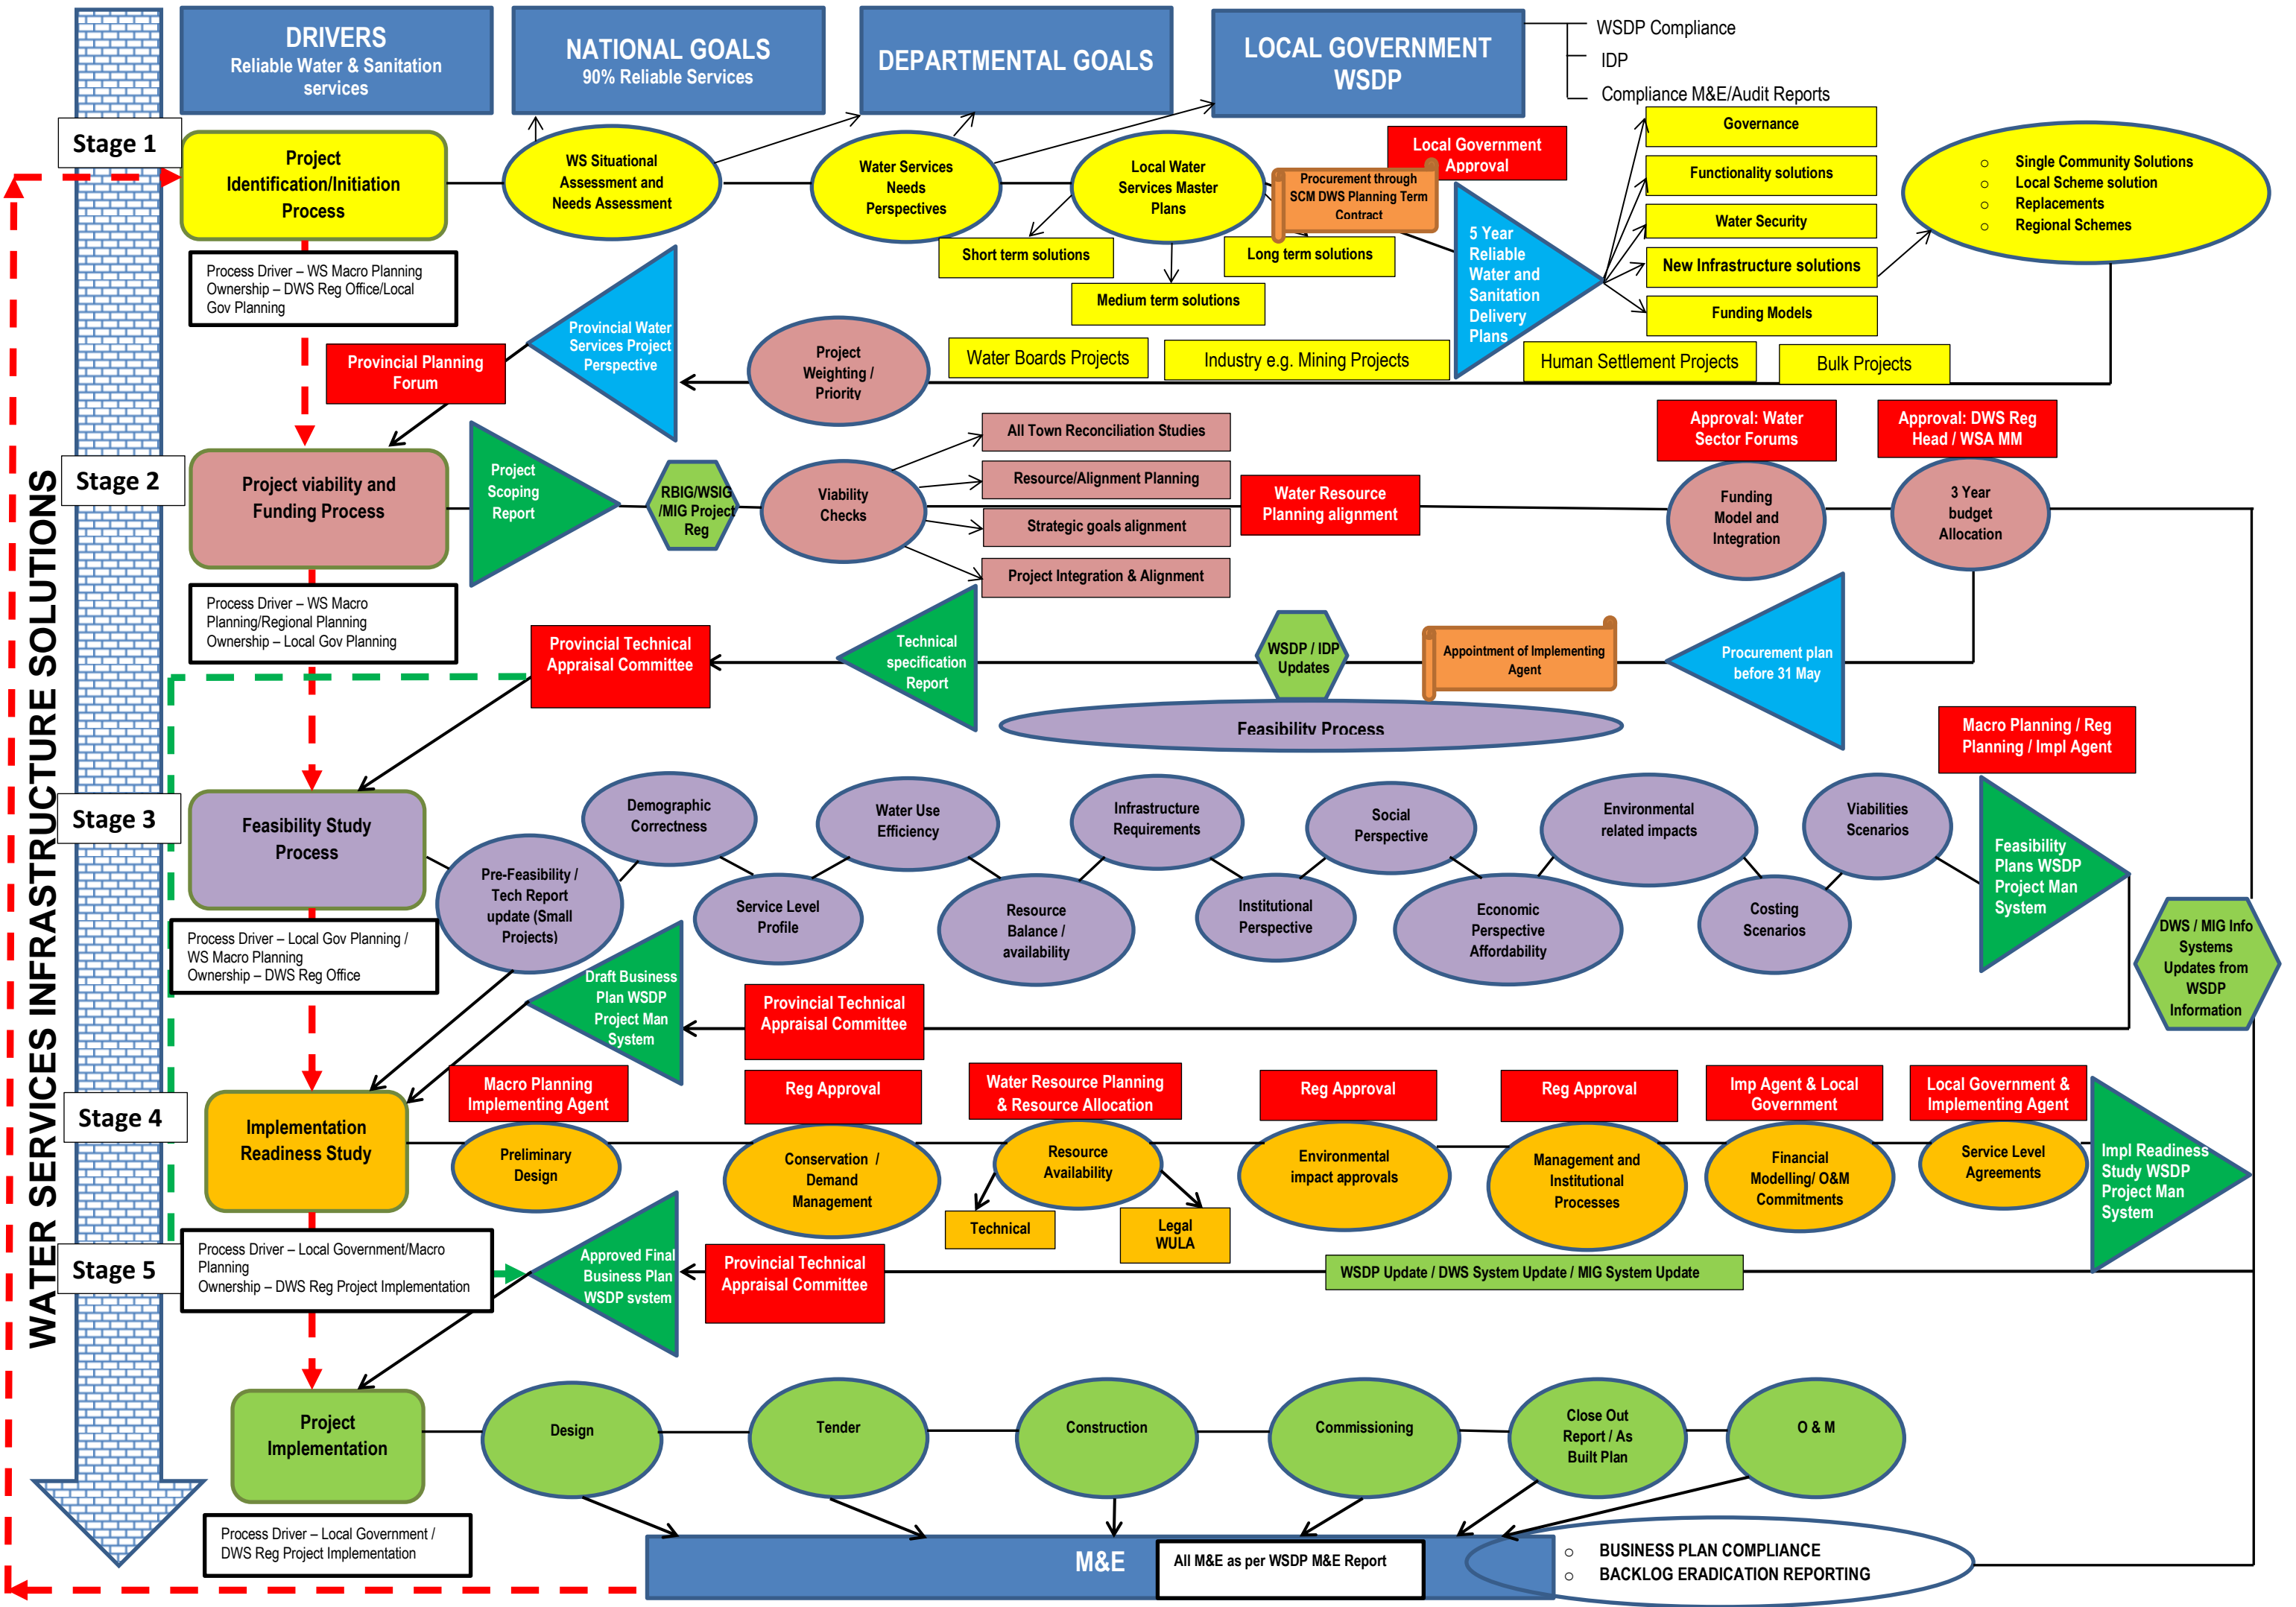 DRIVERS
Reliable Water & Sanitation
services
NATIONAL GOALS
90% Reliable Services
DEPARTMENTAL GOALS
LOCAL GOVERNMENT
WSDP
WSDP Compliance
IDP
Compliance M&E/Audit Reports
WATER SERVICES INFRASTRUCTURE SOLUTIONS
Stage 1
Project
Identification/Initiation
Process
WS Situational
Assessment and
Needs Assessment
Water Services
Needs
Perspectives
Local Water
Services Master
Plans
Local Government
Approval
Procurement through
SCM DWS Planning Term
Contract
Short term solutions
Medium term solutions
Long term solutions
5 Year
Reliable
Water and
Sanitation
Delivery
Plans
Governance
Functionality solutions
Water Security
New Infrastructure solutions
Funding Models
○ Single Community Solutions
○ Local Scheme solution
○ Replacements
○ Regional Schemes
Process Driver – WS Macro Planning
Ownership – DWS Reg Office/Local
Gov Planning
Provincial Planning
Forum
Provincial Water
Services Project
Perspective
Project
Weighting /
Priority
Water Boards Projects
Industry e.g. Mining Projects
Human Settlement Projects
Bulk Projects
Stage 2
Project viability and
Funding Process
Project
Scoping
Report
RBIG/WSIG
/MIG Project
Reg
Viability
Checks
All Town Reconciliation Studies
Resource/Alignment Planning
Strategic goals alignment
Project Integration & Alignment
Water Resource
Planning alignment
Approval: Water
Sector Forums
Funding
Model and
Integration
Approval: DWS Reg
Head / WSA MM
3 Year
budget
Allocation
Process Driver – WS Macro
Planning/Regional Planning
Ownership – Local Gov Planning
Provincial Technical
Appraisal Committee
Technical
specification
Report
WSDP / IDP
Updates
Appointment of Implementing
Agent
Procurement plan
before 31 May
Feasibility Process
Macro Planning / Reg
Planning / Impl Agent
Stage 3
Feasibility Study
Process
Pre-Feasibility /
Tech Report
update (Small
Projects)
Demographic
Correctness
Service Level
Profile
Water Use
Efficiency
Resource
Balance /
availability
Infrastructure
Requirements
Institutional
Perspective
Social
Perspective
Economic
Perspective
Affordability
Environmental
related impacts
Costing
Scenarios
Viabilities
Scenarios
Feasibility
Plans WSDP
Project Man
System
DWS / MIG Info
Systems
Updates from
WSDP
Information
Process Driver – Local Gov Planning /
WS Macro Planning
Ownership – DWS Reg Office
Draft Business
Plan WSDP
Project Man
System
Provincial Technical
Appraisal Committee
Stage 4
Implementation
Readiness Study
Macro Planning
Implementing Agent
Preliminary
Design
Reg Approval
Conservation /
Demand
Management
Water Resource Planning
& Resource Allocation
Resource
Availability
Technical
Legal
WULA
Reg Approval
Environmental
impact approvals
Reg Approval
Management and
Institutional
Processes
Imp Agent & Local
Government
Financial
Modelling/ O&M
Commitments
Local Government &
Implementing Agent
Service Level
Agreements
Impl Readiness
Study WSDP
Project Man
System
Stage 5
Process Driver – Local Government/Macro
Planning
Ownership – DWS Reg Project Implementation
Approved Final
Business Plan
WSDP system
Provincial Technical
Appraisal Committee
WSDP Update / DWS System Update / MIG System Update
Project
Implementation
Design
Tender
Construction
Commissioning
Close Out
Report / As
Built Plan
O & M
Process Driver – Local Government /
DWS Reg Project Implementation
M&E
All M&E as per WSDP M&E Report
○ BUSINESS PLAN COMPLIANCE
○ BACKLOG ERADICATION REPORTING